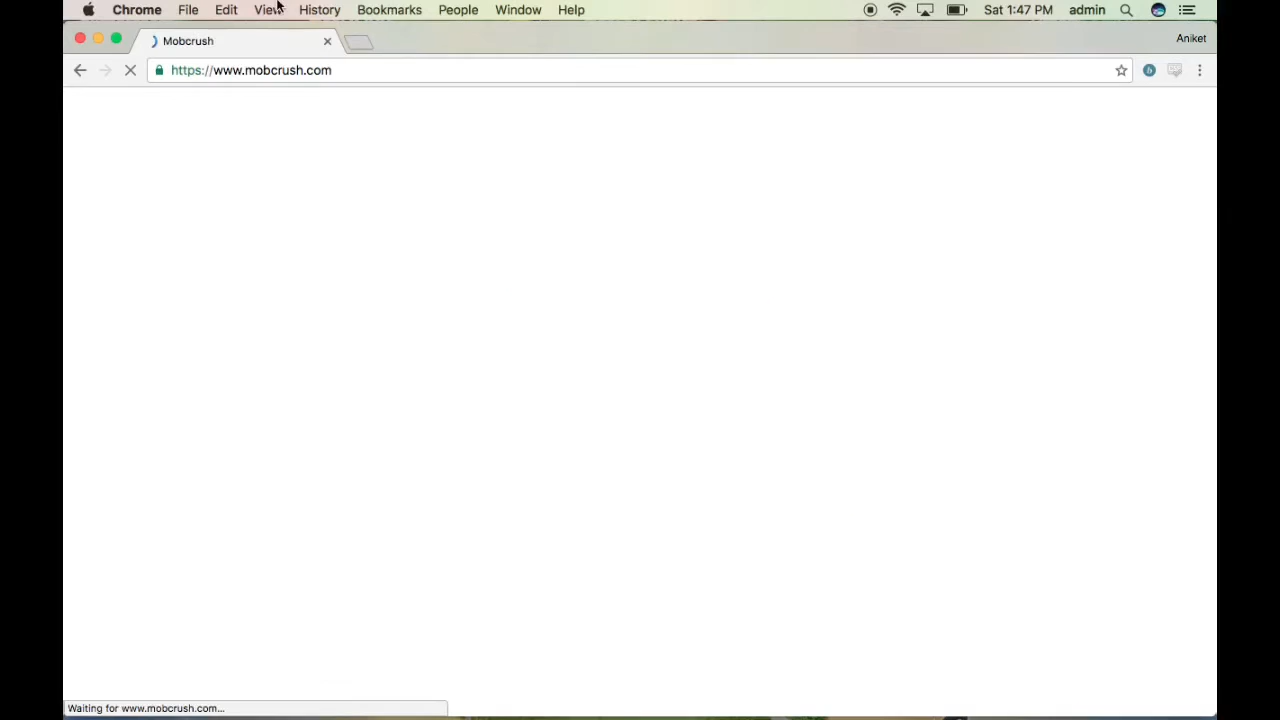 Chrome File Edit View History Bookmarks People Window Help Sat 1:47 PM admin
Mobcrush Aniket
https://www.mobcrush.com
Waiting for www.mobcrush.com...